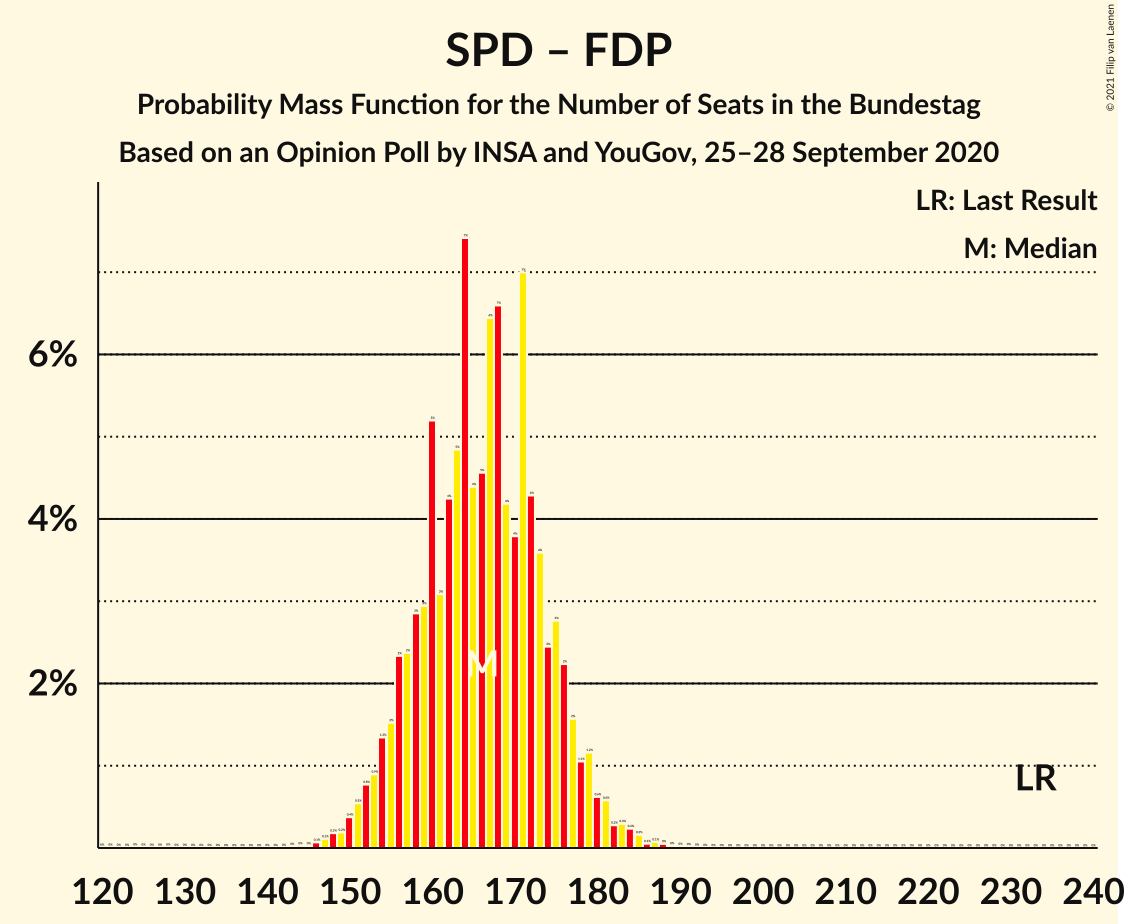 SPD – FDP
Probability Mass Function for the Number of Seats in the Bundestag
Based on an Opinion Poll by INSA and YouGov, 25–28 September 2020
© 2021 Filip van Laenen
LR: Last Result
M: Median
6%
4%
2%
M
LR
120 130 140 150 160 170 180 190 200 210 220 230 240